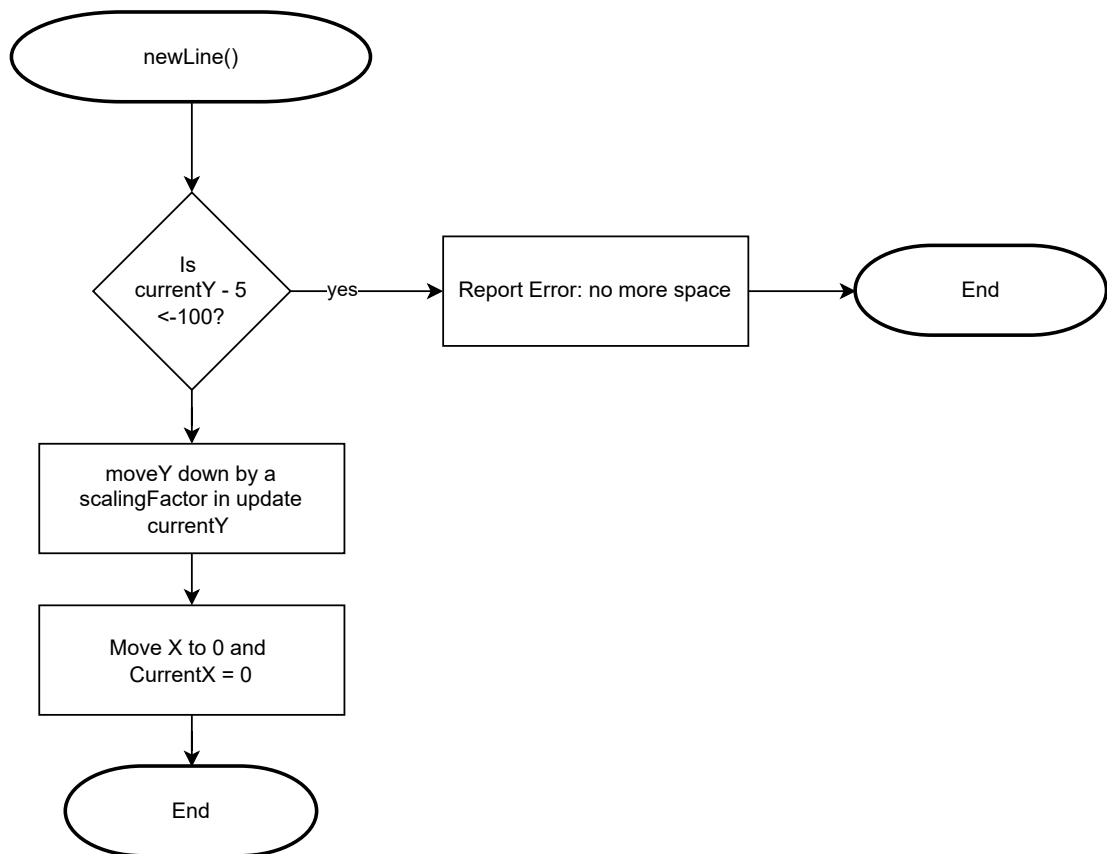 newLine()
Is
currentY - 5
<-100?
yes
Report Error: no more space
End
moveY down by a
scalingFactor in update
currentY
Move X to 0 and
CurrentX = 0
End